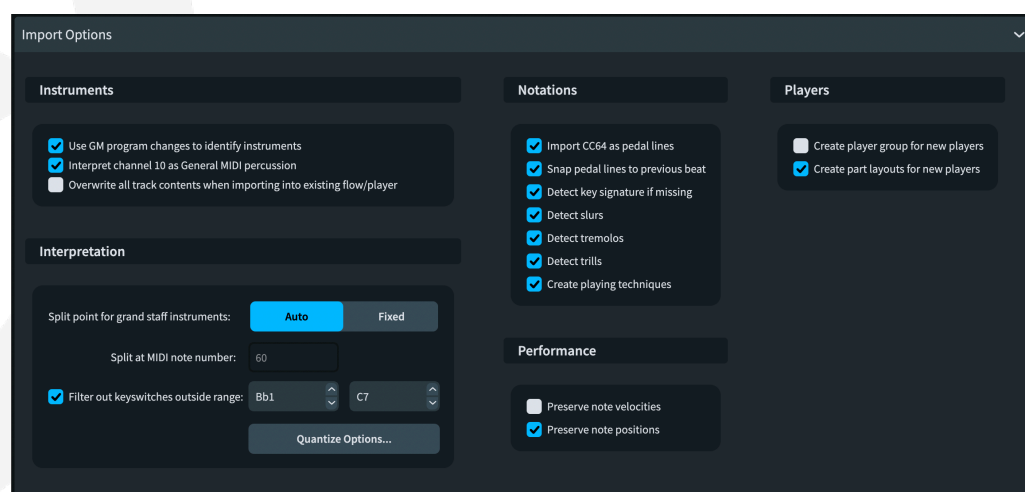 Import Options
Instruments
Use GM program changes to identify instruments
Interpret channel 10 as General MIDI percussion
Overwrite all track contents when importing into existing flow/player
Interpretation
Split point for grand staff instruments: Auto Fixed
Split at MIDI note number: 60
Filter out keyswitches outside range: Bb1 C7
Quantize Options...
Notations
Import CC64 as pedal lines
Snap pedal lines to previous beat
Detect key signature if missing
Detect slurs
Detect tremolos
Detect trills
Create playing techniques
Performance
Preserve note velocities
Preserve note positions
Players
Create player group for new players
Create part layouts for new players